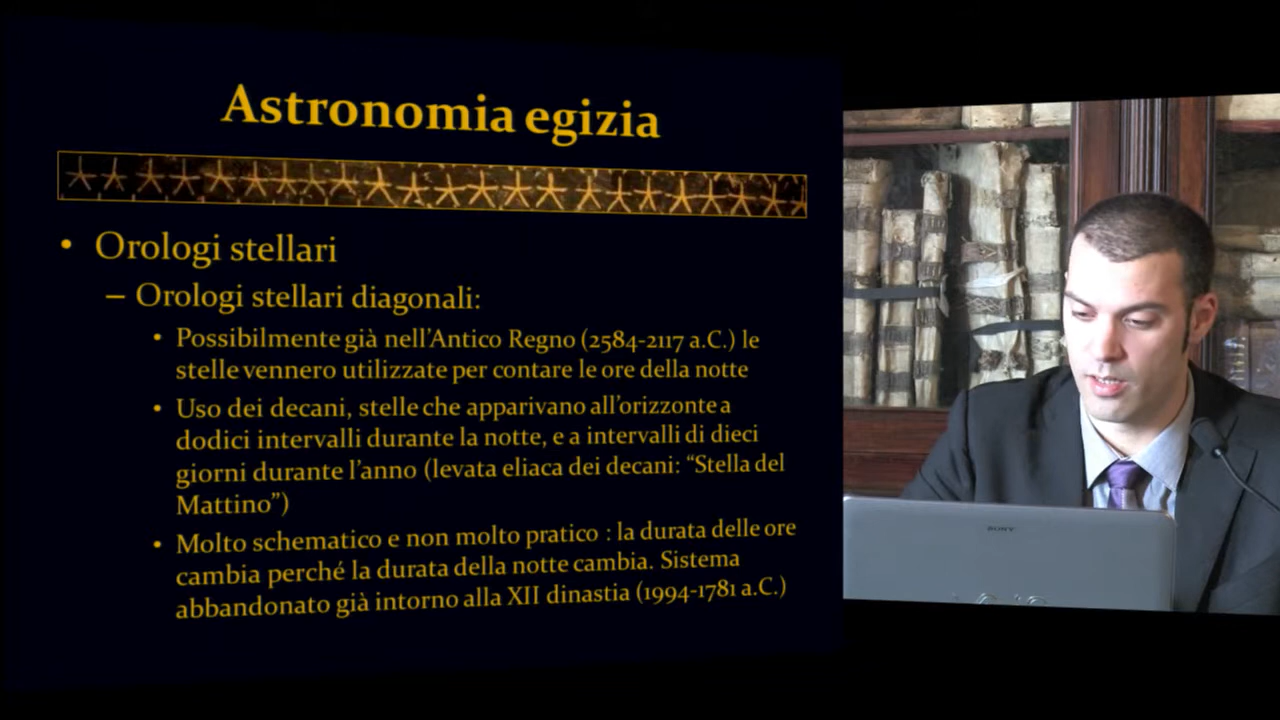 Astronomia egizia
• Orologi stellari
– Orologi stellari diagonali:
• Possibilmente già nell'Antico Regno (2584-2117 a.C.) le
stelle vennero utilizzate per contare le ore della notte
• Uso dei decani, stelle che apparivano all'orizzonte a
dodici intervalli durante la notte, e a intervalli di dieci
giorni durante l'anno (levata eliaca dei decani: “Stella del
Mattino”)
• Molto schematico e non molto pratico : la durata delle ore
cambia perché la durata della notte cambia. Sistema
abbandonato già intorno alla XII dinastia (1994-1781 a.C.)
SONY